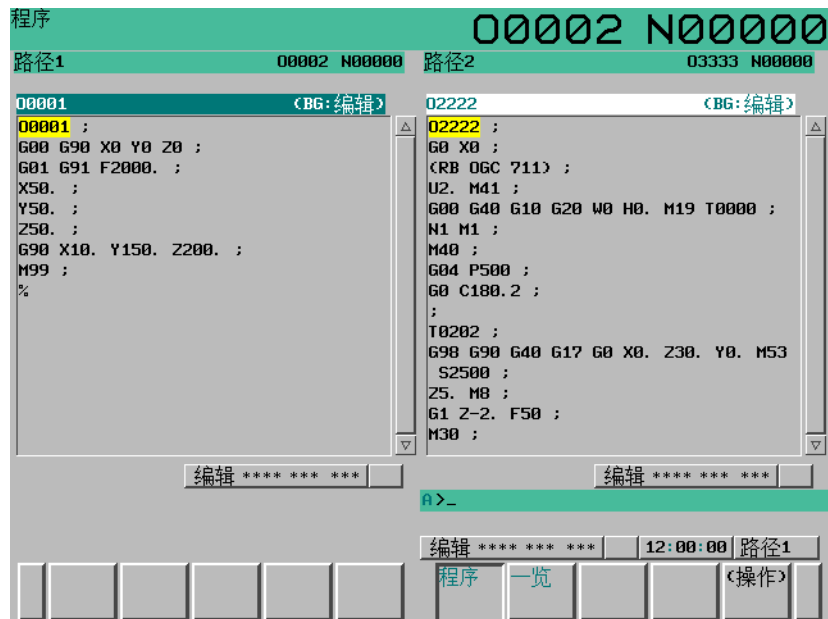 程序
O0002 N00000
路径1 O0002 N00000
O0001 (BG:编辑)
O0001 ;
G00 G90 X0 Y0 Z0 ;
G01 G91 F2000. ;
X50. ;
Y50. ;
Z50. ;
G90 X10. Y150. Z200. ;
M99 ;
%
编辑 **** *** ***
路径2 O3333 N00000
O2222 (BG:编辑)
O2222 ;
G0 X0 ;
(RB OGC 711) ;
U2. M41 ;
G00 G40 G10 G20 W0 H0. M19 T0000 ;
N1 M1 ;
M40 ;
G04 P500 ;
G0 C180.2 ;
;
T0202 ;
G98 G90 G40 G17 G0 X0. Z30. Y0. M53
S2500 ;
Z5. M8 ;
G1 Z-2. F50 ;
M30 ;
编辑 **** *** ***
A>_
编辑 **** *** *** 12:00:00 路径1
程序 一览 (操作)